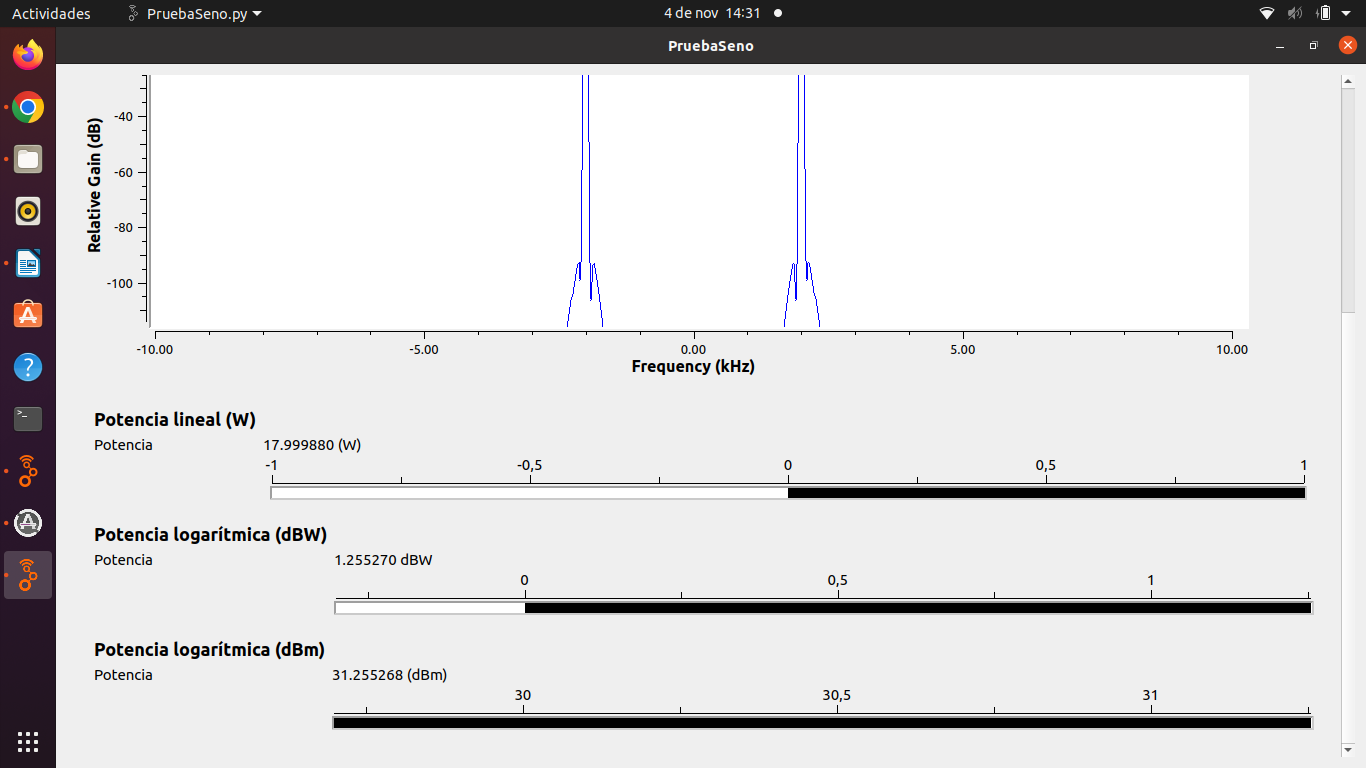 Actividades PruebaSeno.py 4 de nov 14:31
PruebaSeno
Relative Gain (dB)
-40
-60
-80
-100
-10.00 -5.00 0.00 5.00 10.00
Frequency (kHz)
Potencia lineal (W)
Potencia 17.999880 (W)
-1 -0,5 0 0,5 1
Potencia logarítmica (dBW)
Potencia 1.255270 dBW
0 0,5 1
Potencia logarítmica (dBm)
Potencia 31.255268 (dBm)
30 30,5 31